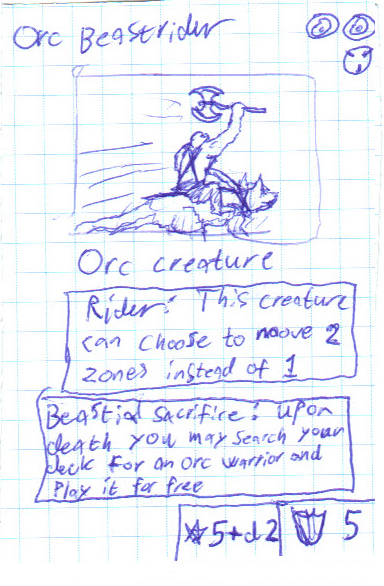 Orc Beastrider
Orc creature
Rider: This creature
can choose to moove 2
zones instead of 1
Beastial Sacrifice: upon
death you may search your
deck for an orc warrior and
Play it for free
5+d2
5